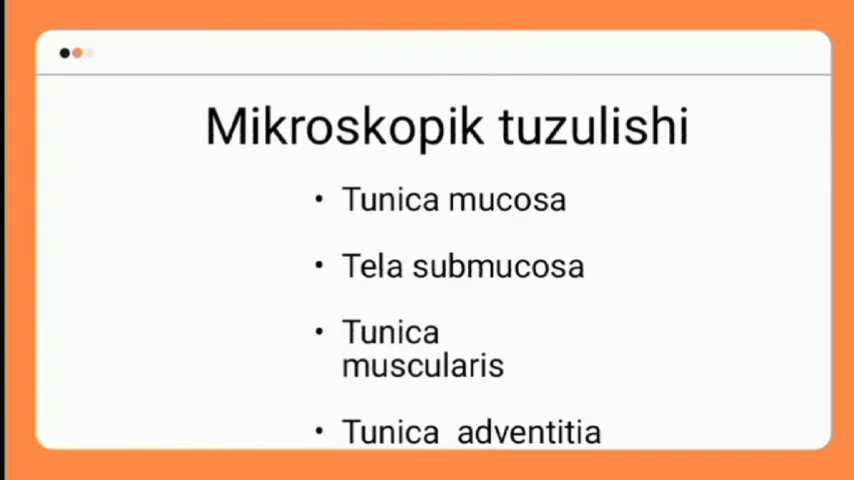 Mikroskopik tuzulishi
• Tunica mucosa
• Tela submucosa
• Tunica
muscularis
• Tunica adventitia